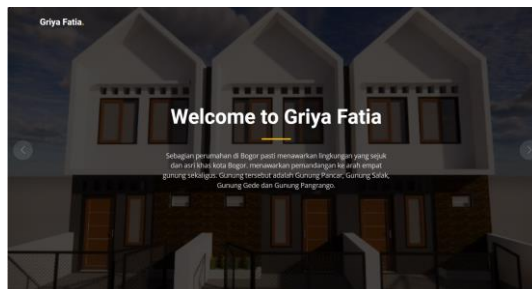 Griya Fatia.
Welcome to Griya Fatia
Sebagian perumahan di Bogor pasti menawarkan lingkungan yang sejuk
dan asri khas kota Bogor. menawarkan pemandangan ke arah empat
gunung sekaligus. Gunung tersebut adalah Gunung Pancar, Gunung Salak,
Gunung Gede dan Gunung Pangrango.